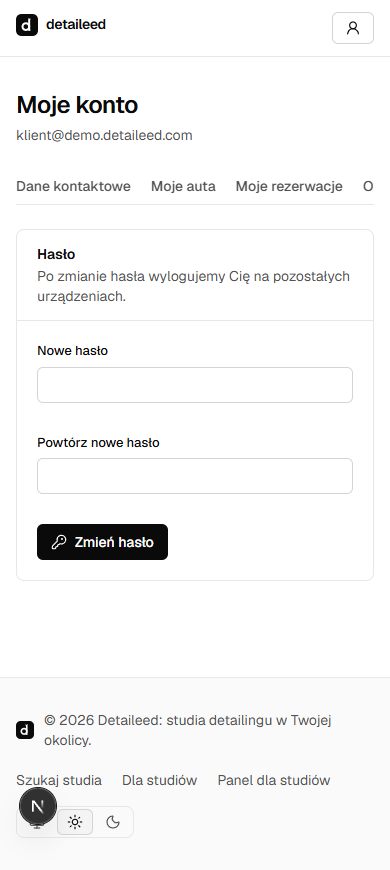 d detaileed
Moje konto
klient@demo.detaileed.com
Dane kontaktowe Moje auta Moje rezerwacje O
Hasło
Po zmianie hasła wylogujemy Cię na pozostałych
urządzeniach.
Nowe hasło
Powtórz nowe hasło
Zmień hasło
d © 2026 Detaileed: studia detailingu w Twojej
okolicy.
Szukaj studia Dla studiów Panel dla studiów
N